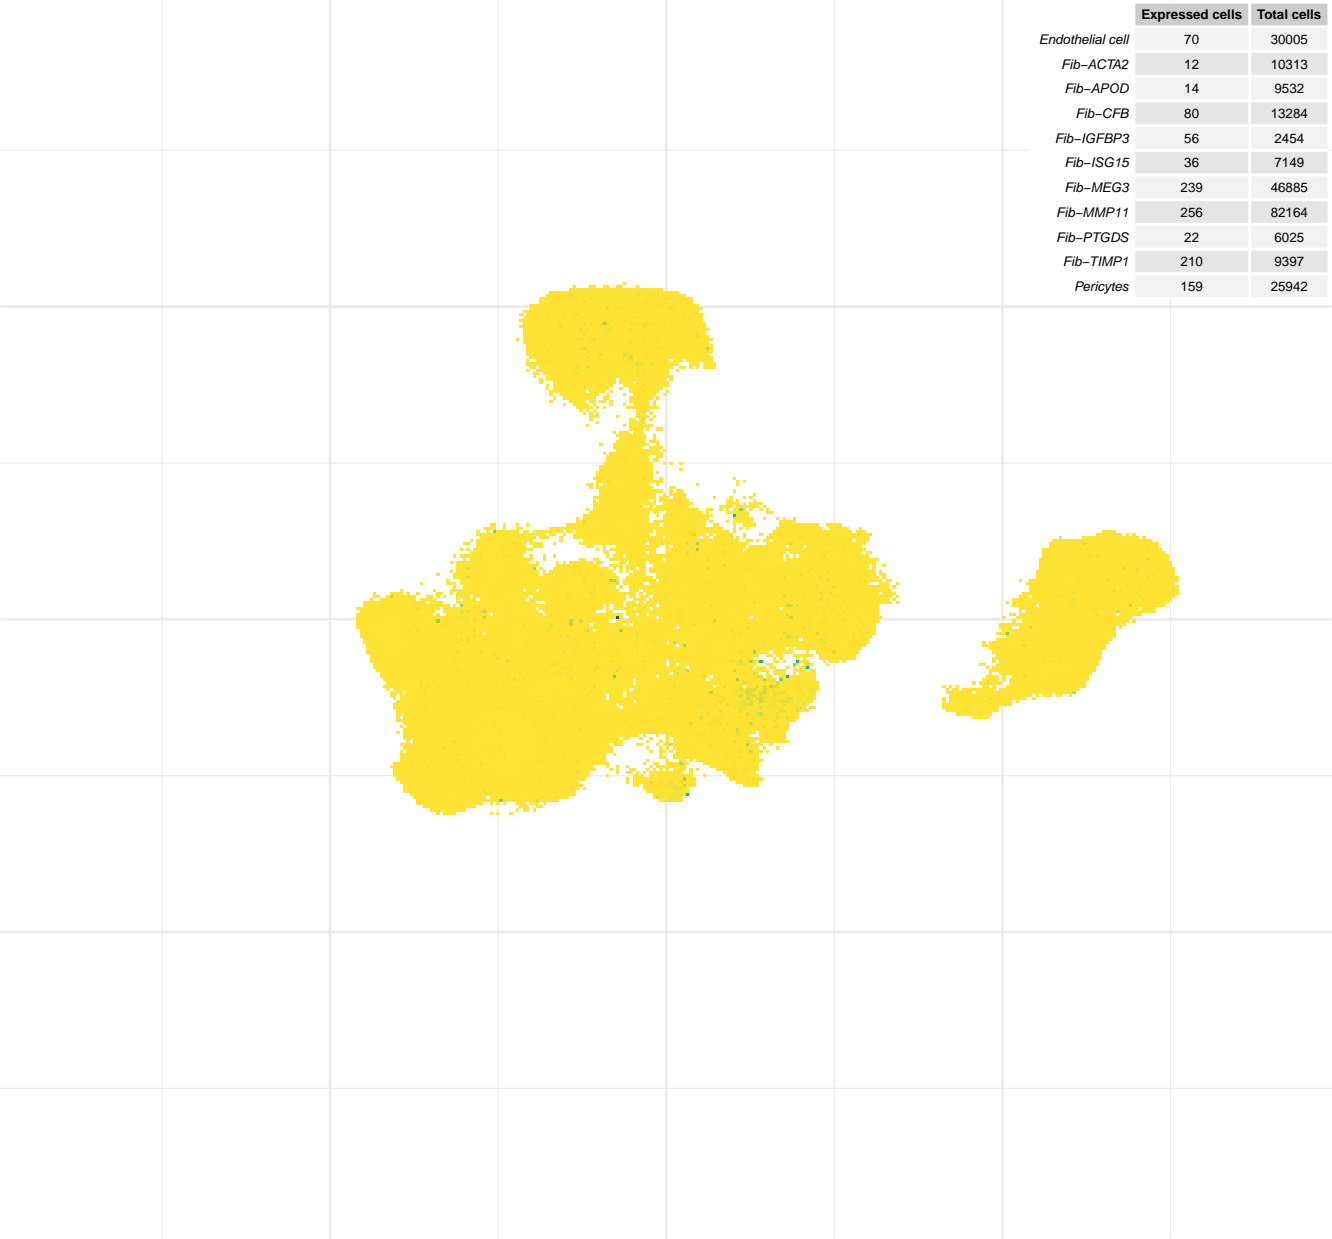 Expressed cells Total cells
Endothelial cell 70 30005
Fib−ACTA2 12 10313
Fib−APOD 14 9532
Fib−CFB 80 13284
Fib−IGFBP3 56 2454
Fib−ISG15 36 7149
Fib−MEG3 239 46885
Fib−MMP11 256 82164
Fib−PTGDS 22 6025
Fib−TIMP1 210 9397
Pericytes 159 25942